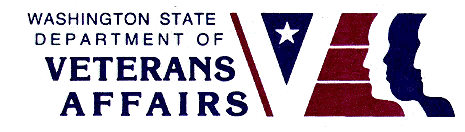 WASHINGTON STATE
DEPARTMENT OF
VETERANS
AFFAIRS